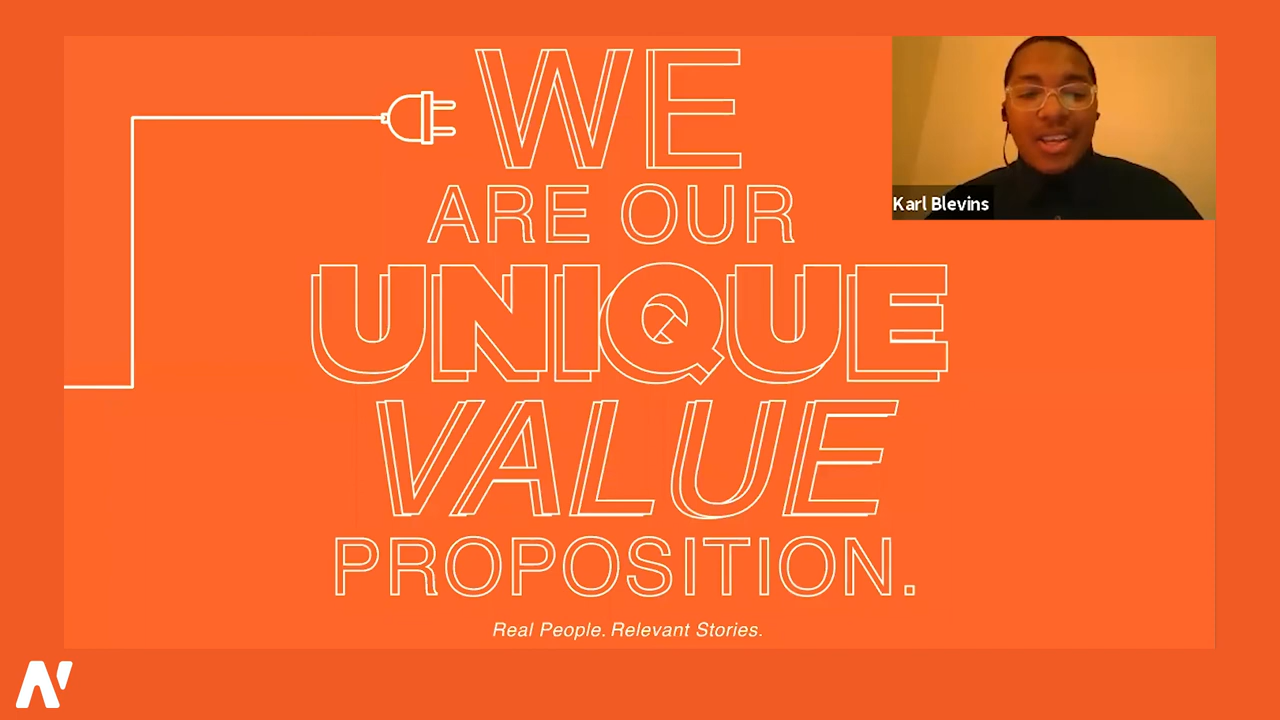 WE
ARE OUR
UNIQUE
VALUE
PROPOSITION.
Real People. Relevant Stories.
Karl Blevins